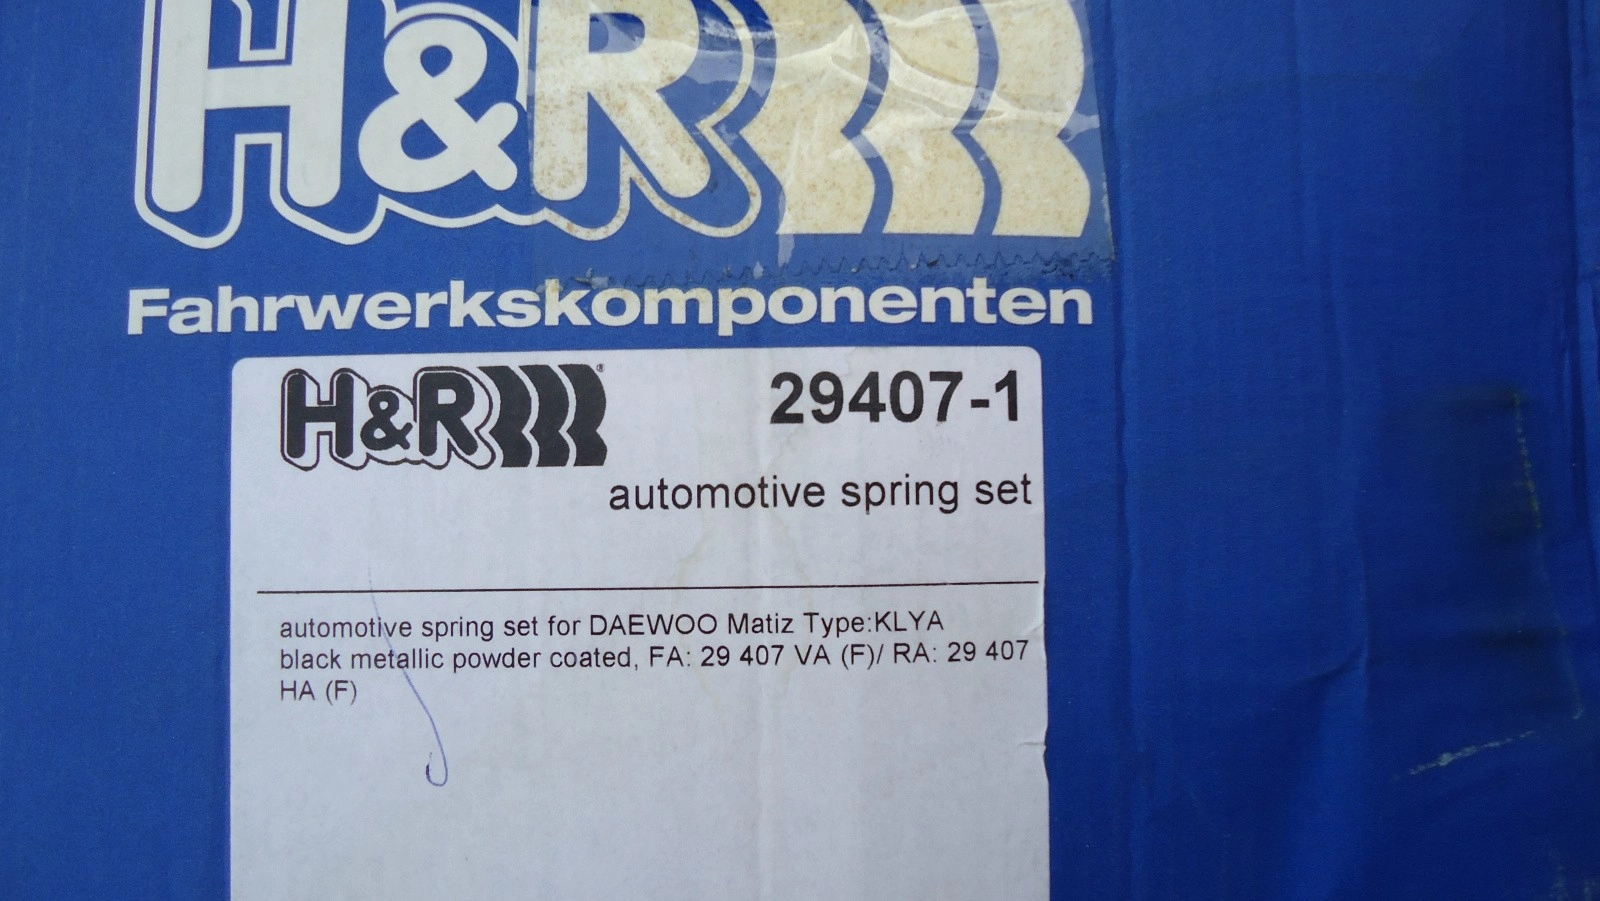 H&R
Fahrwerkskomponenten
H&R®
29407-1
automotive spring set
automotive spring set for DAEWOO Matiz Type:KLYA
black metallic powder coated, FA: 29 407 VA (F)/ RA: 29 407
HA (F)